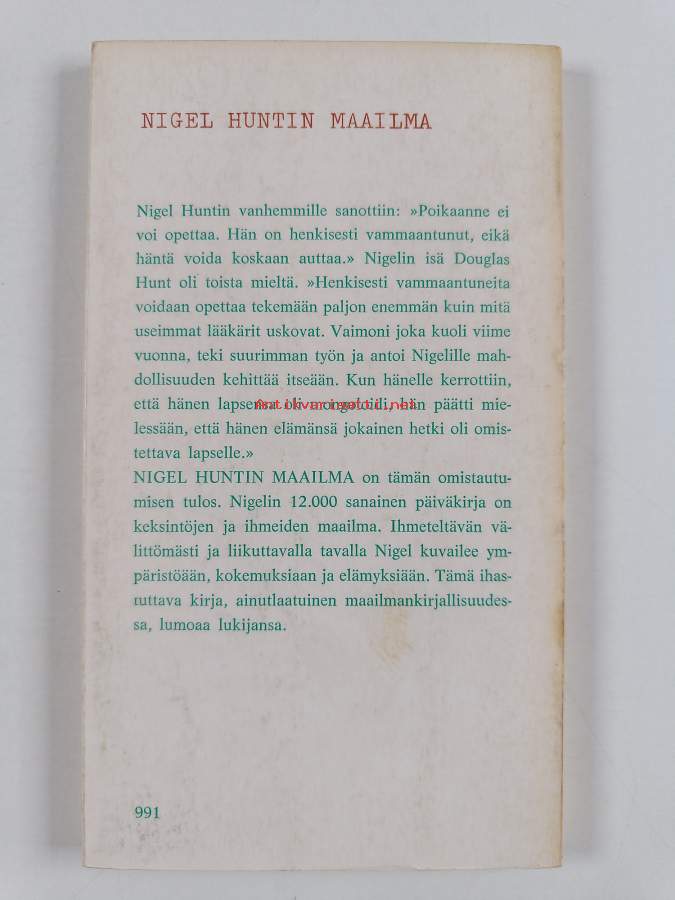 NIGEL HUNTIN MAAILMA
Nigel Huntin vanhemmille sanottiin: »Poikaanne ei
voi opettaa. Hän on henkisesti vammaantunut, eikä
häntä voida koskaan auttaa.» Nigelin isä Douglas
Hunt oli toista mieltä. »Henkisesti vammaantuneita
voidaan opettaa tekemään paljon enemmän kuin mitä
useimmat lääkärit uskovat. Vaimoni joka kuoli viime
vuonna, teki suurimman työn ja antoi Nigelille mah-
dollisuuden kehittää itseään. Kun hänelle kerrottiin,
että hänen lapsensa oli mongoloidi, hän päätti mie-
lessään, että hänen elämänsä jokainen hetki oli omis-
tettava lapselle.»
NIGEL HUNTIN MAAILMA on tämän omistautu-
misen tulos. Nigelin 12.000 sanainen päiväkirja on
keksintöjen ja ihmeiden maailma. Ihmeteltävän vä-
littömästi ja liikuttavalla tavalla Nigel kuvailee ym-
päristöään, kokemuksiaan ja elämyksiään. Tämä ihas-
tuttava kirja, ainutlaatuinen maailmankirjallisuudes-
sa, lumoaa lukijansa.
991